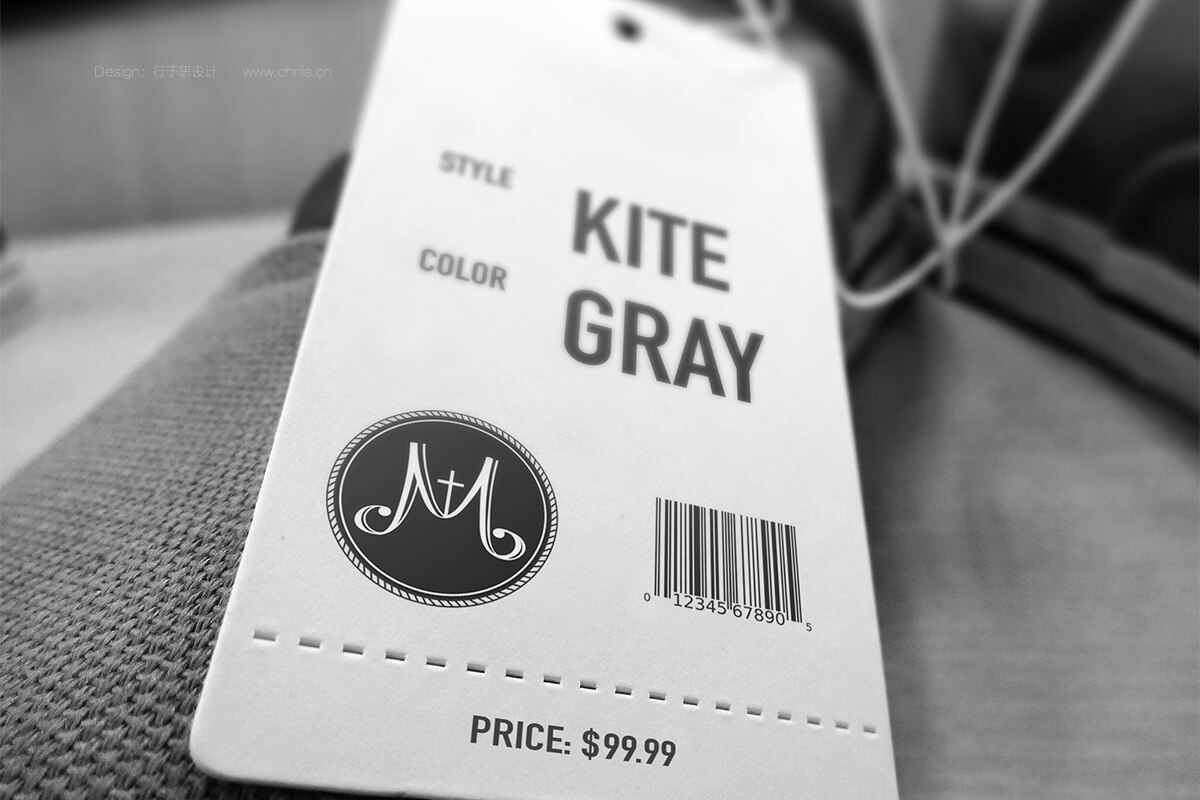 Design: 行于思设计 www.chnis.cn
STYLE KITE
COLOR GRAY
M
0 12345 67890 5
PRICE: $99.99